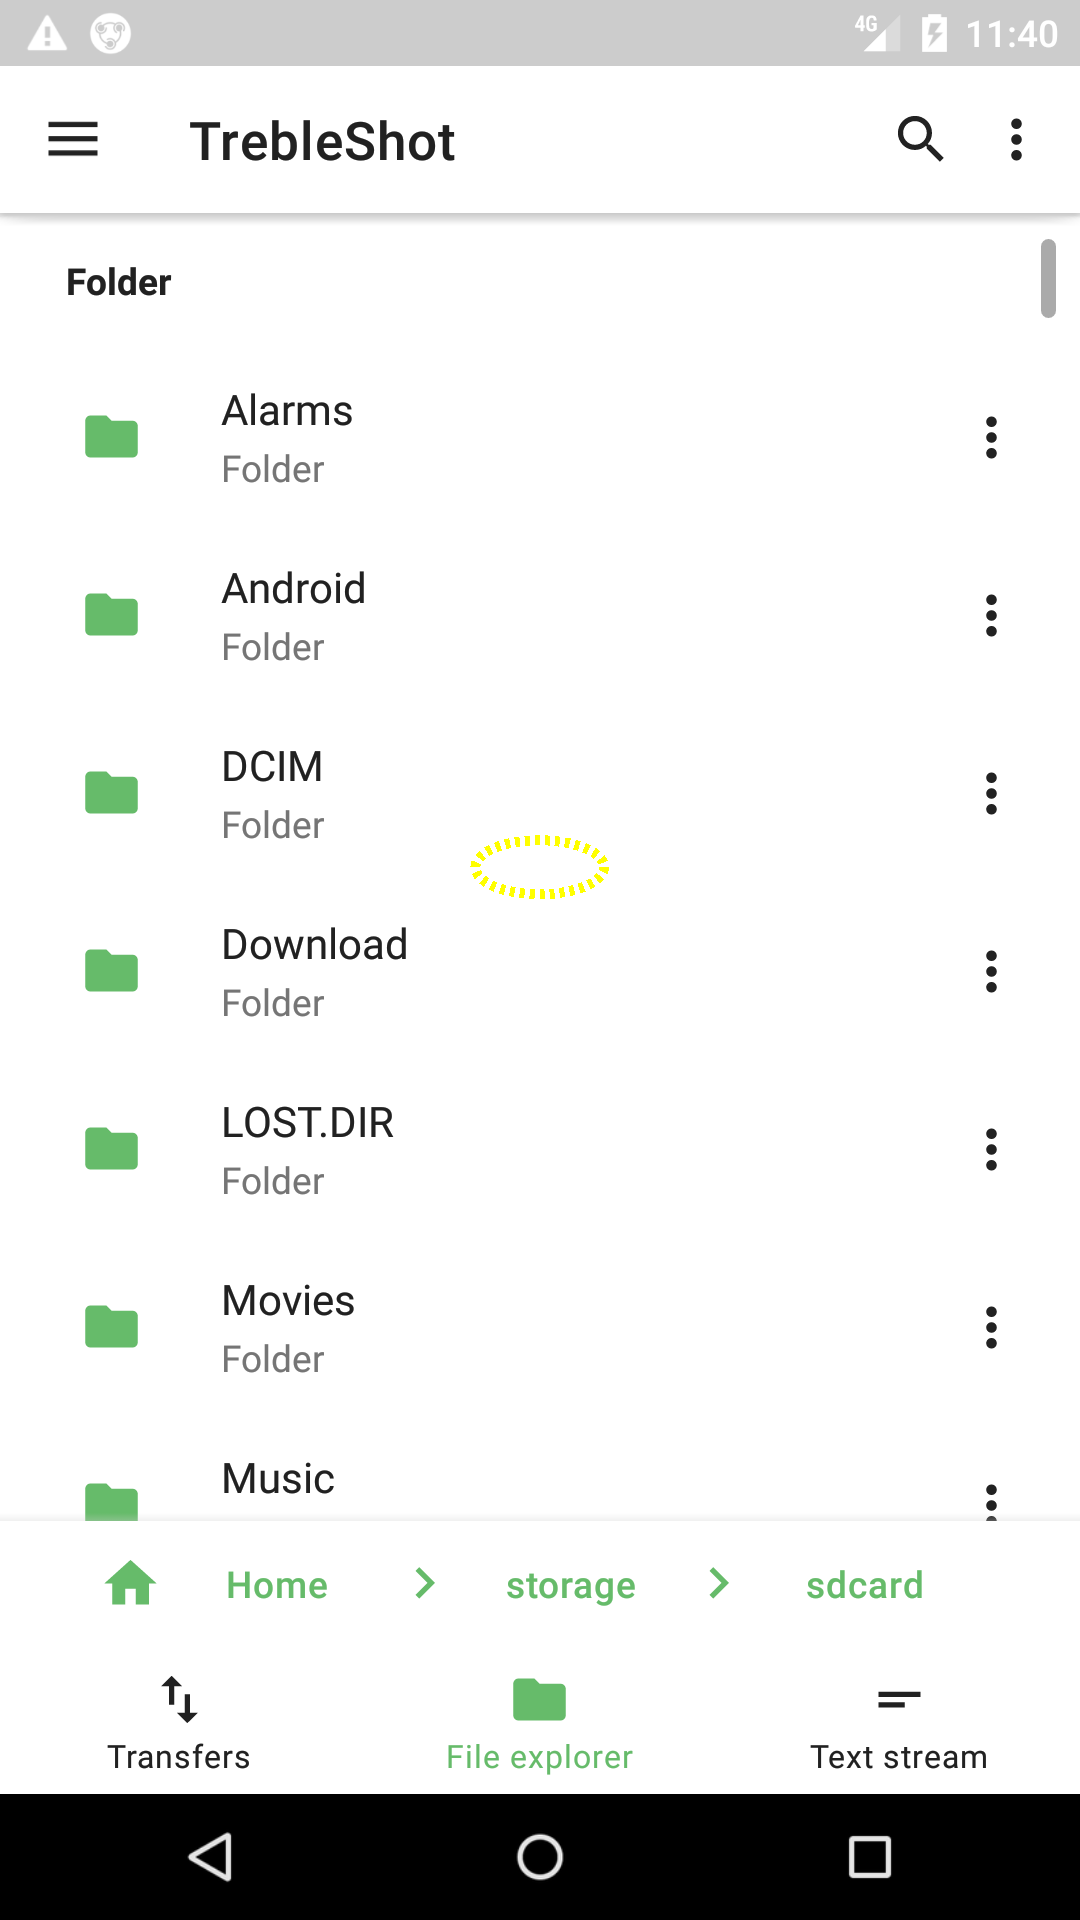 4G 11:40
TrebleShot
Folder
Alarms
Folder
Android
Folder
DCIM
Folder
Download
Folder
LOST.DIR
Folder
Movies
Folder
Music
Home storage sdcard
Transfers File explorer Text stream